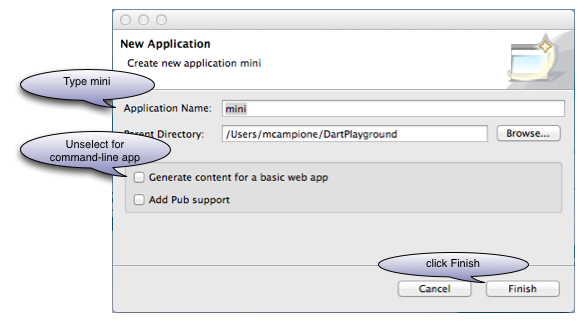 New Application
Create new application mini
Type mini
Application Name: mini
Parent Directory: /Users/mcampione/DartPlayground Browse...
Unselect for
command-line app
Generate content for a basic web app
Add Pub support
click Finish
Cancel Finish